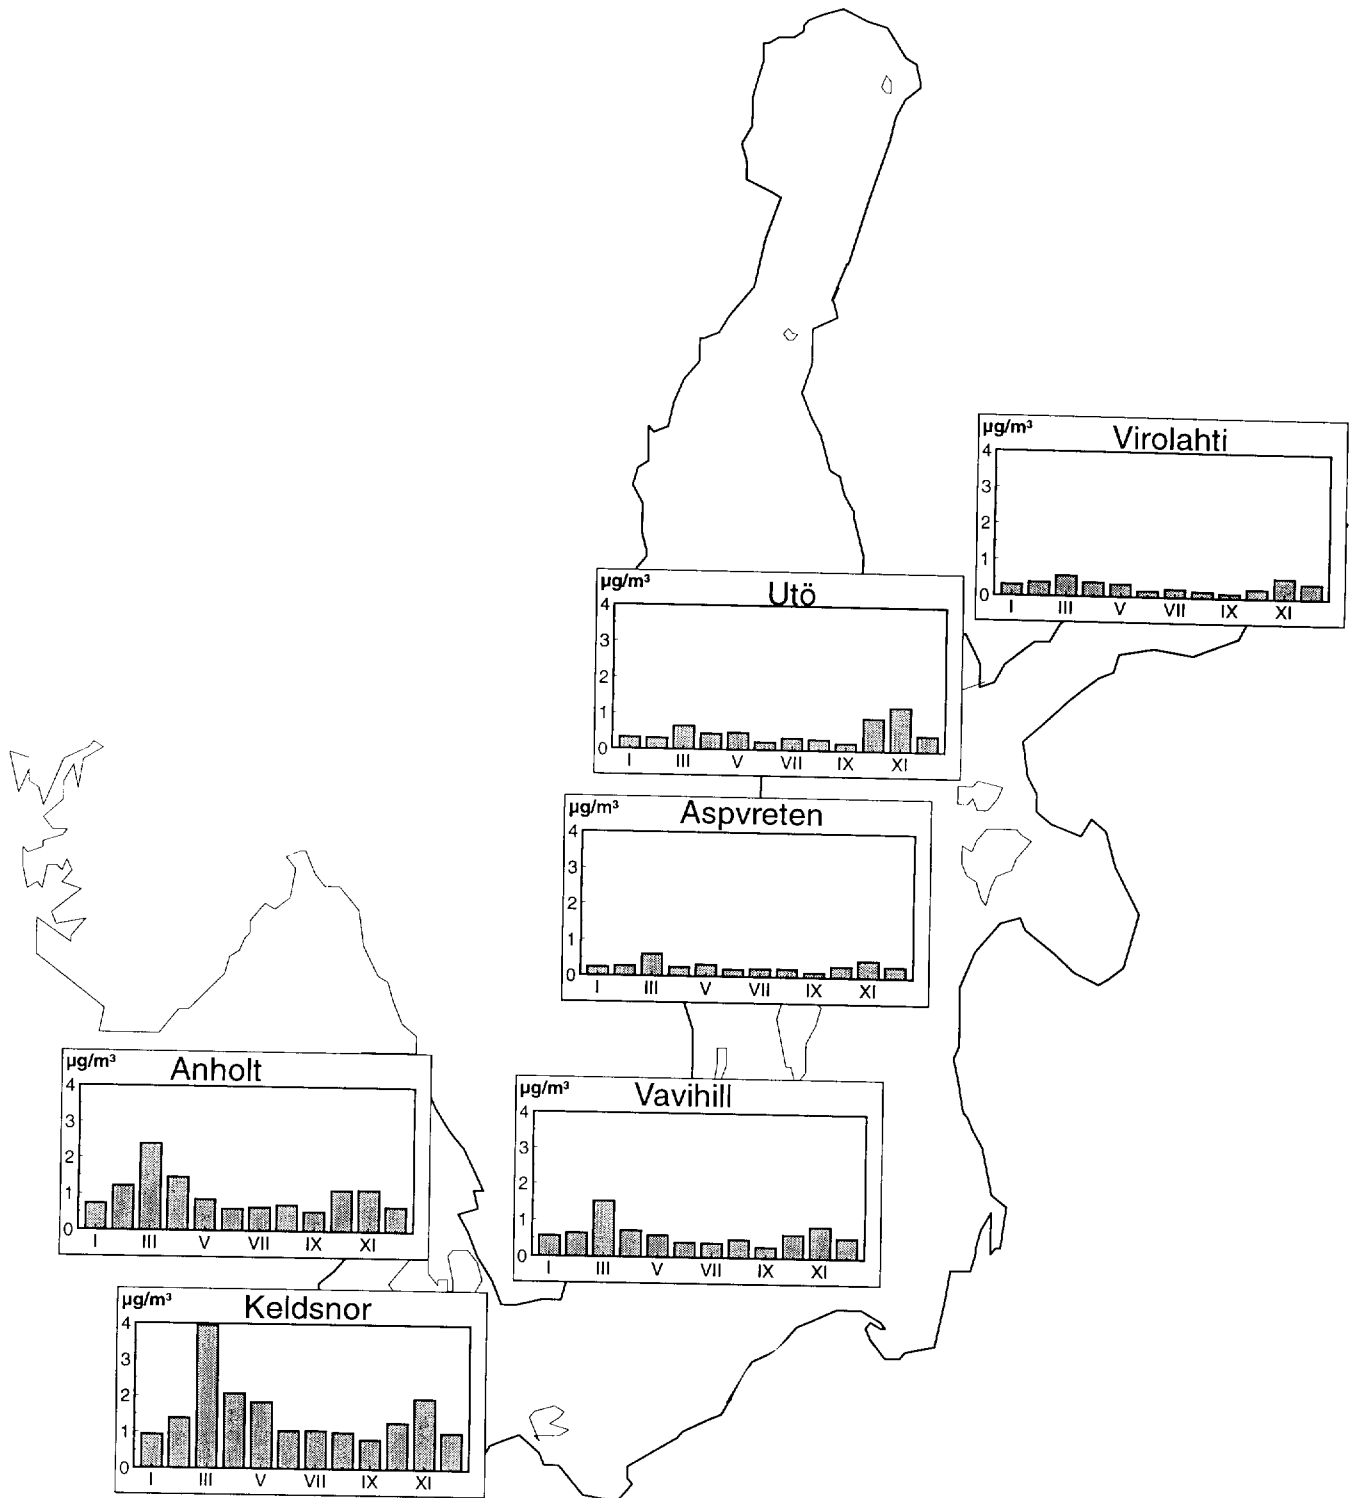 µg/m³ Virolahti
4
3
2
1
0
I III V VII IX XI
µg/m³ Utö
4
3
2
1
0
I III V VII IX XI
µg/m³ Aspvreten
4
3
2
1
0
I III V VII IX XI
µg/m³ Anholt
4
3
2
1
0
I III V VII IX XI
µg/m³ Vavihill
4
3
2
1
0
I III V VII IX XI
µg/m³ Keldsnor
4
3
2
1
0
I III V VII IX XI